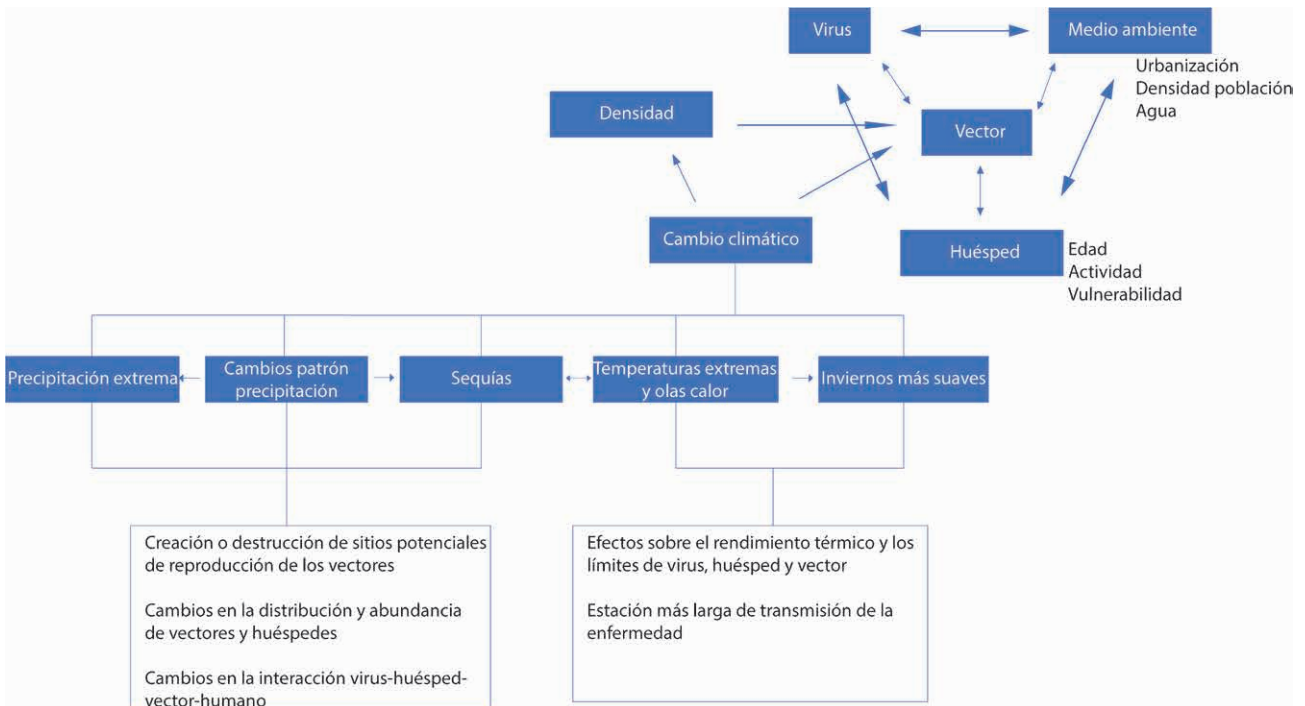 Virus
Medio ambiente
Urbanización
Densidad población
Agua
Densidad
Vector
Cambio climático
Huésped
Edad
Actividad
Vulnerabilidad
Precipitación extrema
Cambios patrón
precipitación
Sequías
Temperaturas extremas
y olas calor
Inviernos más suaves
Creación o destrucción de sitios potenciales
de reproducción de los vectores
Cambios en la distribución y abundancia
de vectores y huéspedes
Cambios en la interacción virus-huésped-
vector-humano
Efectos sobre el rendimiento térmico y los
límites de virus, huésped y vector
Estación más larga de transmisión de la
enfermedad